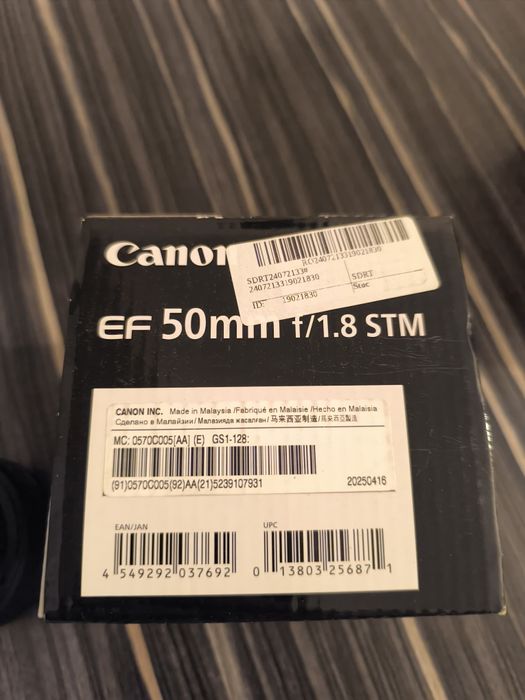 Canon
RO2407213319021830
SDRT24072133#
2407213319021830
SDRT
Stoc
ID: 19021830
EF 50mm f/1.8 STM
CANON INC. Made in Malaysia /Fabriqué en Malaisie /Hecho en Malaisia
Сделано в Малайзии/ Малазияда жасалған/ 马来西亚制造/馬來西亞製造
MC: 0570C005[AA] (E) GS1-128:
(91)0570C005(92)AA(21)5239107931
20250416
EAN/JAN
UPC
4 549292 037692
0 13803 25687 1